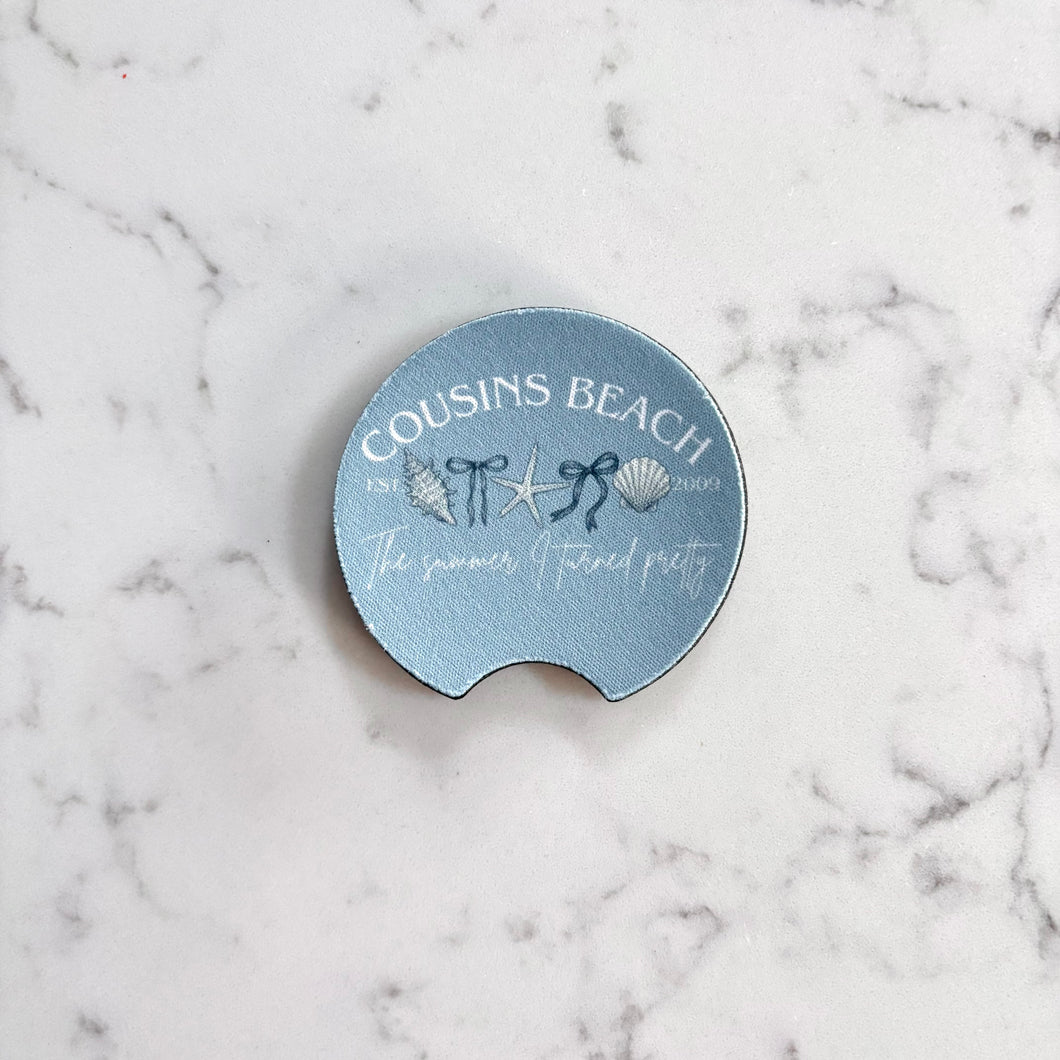 COUSINS BEACH
EST 2009
The summer I turned pretty